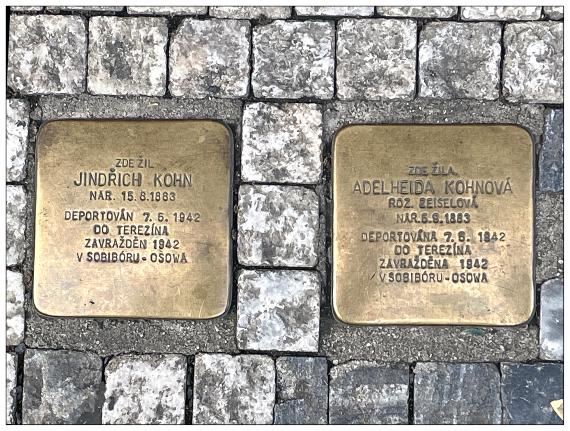 ZDE ŽIL
JINDŘICH KOHN
NAR. 15.8.1863
DEPORTOVÁN 7.5.1942
DO TEREZÍNA
ZAVRAŽDĚN 1942
V SOBIBÓRU - OSOWA
ZDE ŽILA
ADELHEIDA KOHNOVÁ
ROZ. BEISELOVÁ
NAR. 6.9.1863
DEPORTOVÁNA 7.5.1942
DO TEREZÍNA
ZAVRAŽDĚNA 1942
V SOBIBÓRU - OSOWA